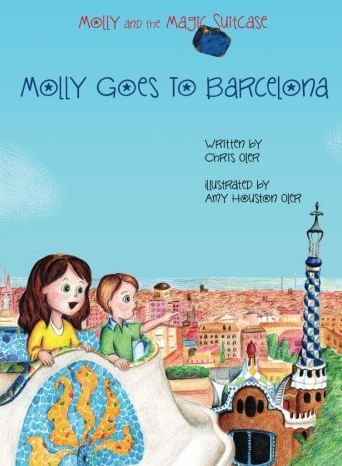 Molly and the Magic Suitcase
Molly Goes to Barcelona
Written by
Chris Oler
Illustrated by
Amy Houston Oler